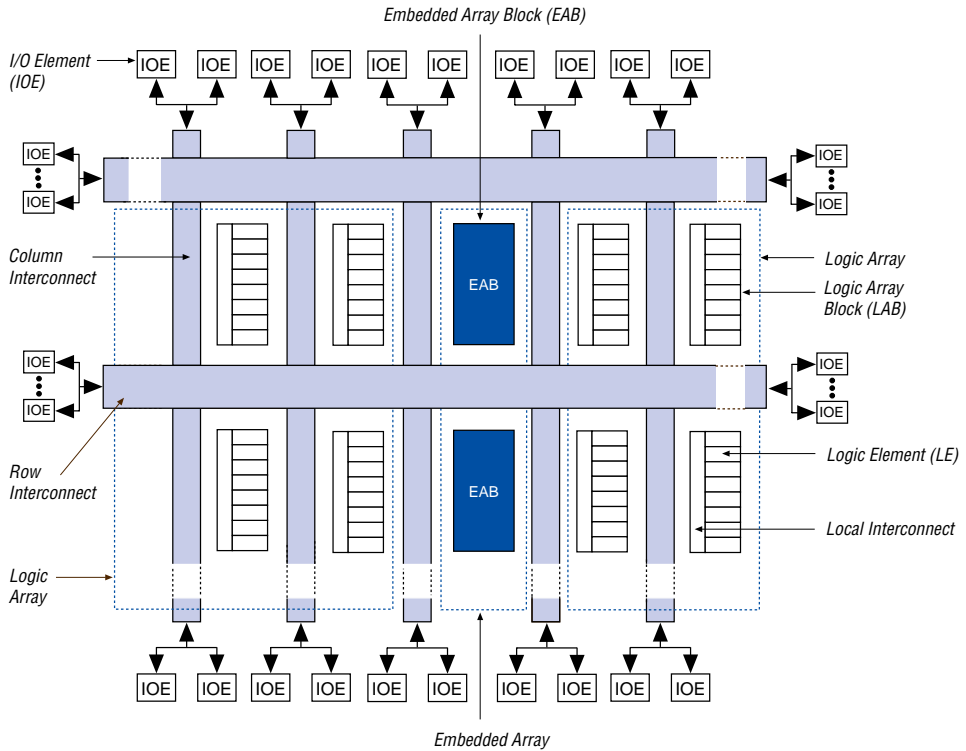 Embedded Array Block (EAB)
I/O Element
(IOE)
IOE IOE IOE IOE IOE IOE IOE IOE IOE IOE
IOE
IOE
IOE
IOE
Column
Interconnect
EAB
Logic Array
Logic Array
Block (LAB)
IOE
IOE
IOE
IOE
Row
Interconnect
EAB
Logic Element (LE)
Local Interconnect
Logic
Array
IOE IOE IOE IOE IOE IOE IOE IOE IOE IOE
Embedded Array